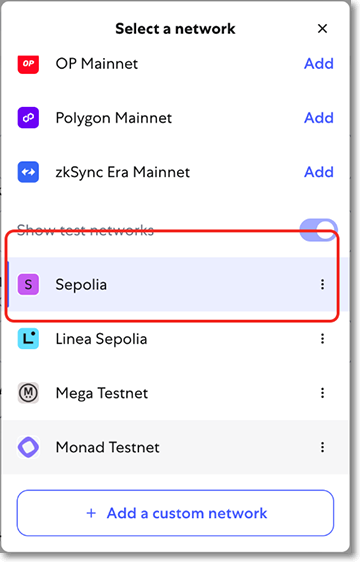 Select a network
OP OP Mainnet Add
Polygon Mainnet Add
zkSync Era Mainnet Add
Show test networks
S Sepolia
L Linea Sepolia
M Mega Testnet
Monad Testnet
+ Add a custom network